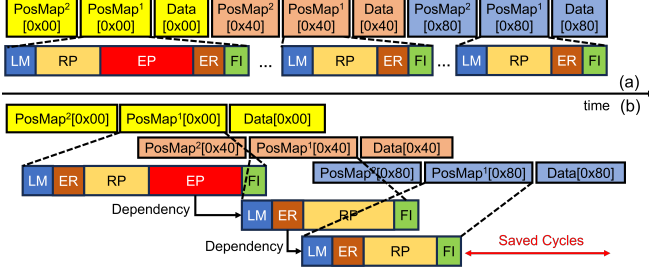 PosMap² PosMap¹ Data PosMap² PosMap¹ Data PosMap² PosMap¹ Data
[0x00] [0x00] [0x00] [0x40] [0x40] [0x40] [0x80] [0x80] [0x80]
LM RP EP ER FI ... LM RP ER FI ... LM RP ER FI
(a)
time (b)
PosMap²[0x00] PosMap¹[0x00] Data[0x00]
PosMap²[0x40] PosMap¹[0x40] Data[0x40]
PosMap²[0x80] PosMap¹[0x80] Data[0x80]
LM ER RP EP FI
Dependency LM ER RP FI
Dependency LM ER RP FI
Saved Cycles